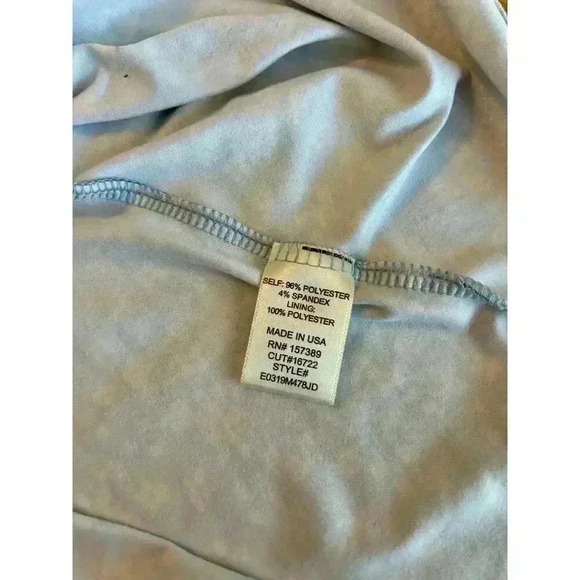 SELF: 96% POLYESTER
4% SPANDEX
LINING:
100% POLYESTER
MADE IN USA
RN# 157389
CUT#16722
STYLE#
E0319M478JD